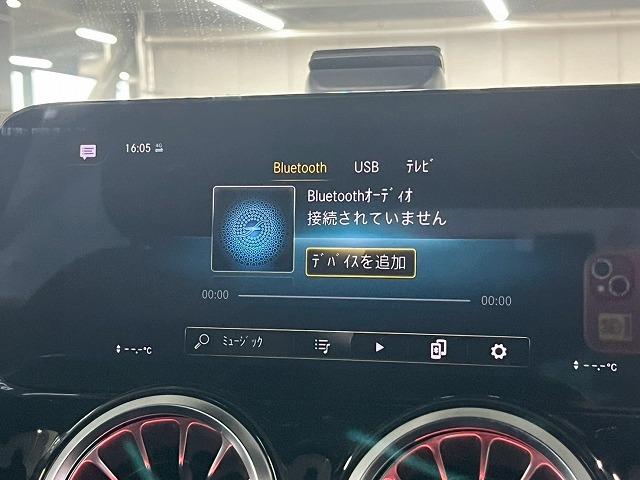 16:05 4G
Bluetooth USB ﾃﾚﾋﾞ
Bluetoothｵｰﾃﾞｨｵ
接続されていません
ﾃﾞﾊﾞｲｽを追加
00:00 00:00
ﾐｭｰｼﾞｯｸ
--.-°C --.-°C